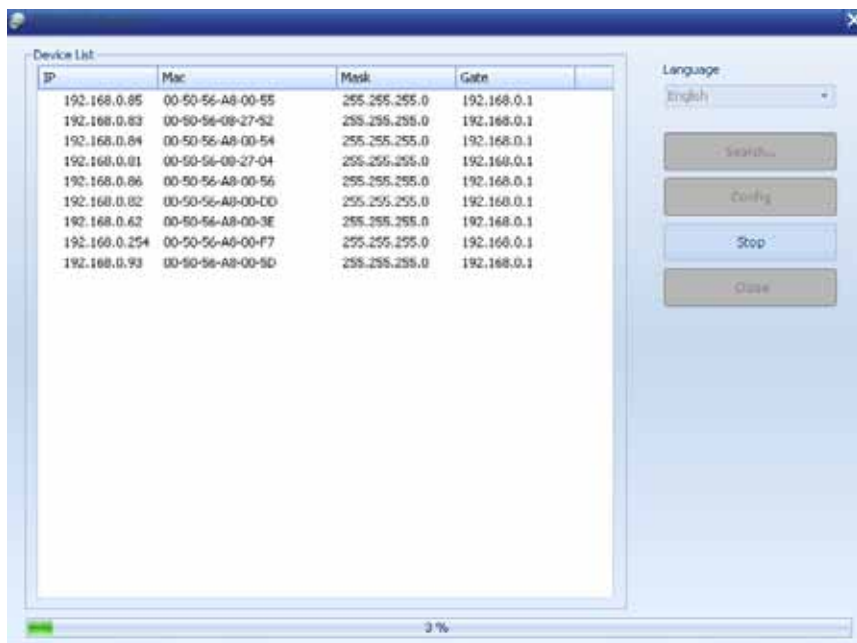 Device List
IP Mac Mask Gate
192.168.0.85 00-50-56-A8-00-55 255.255.255.0 192.168.0.1
192.168.0.83 00-50-56-08-27-52 255.255.255.0 192.168.0.1
192.168.0.84 00-50-56-A8-00-54 255.255.255.0 192.168.0.1
192.168.0.81 00-50-56-08-27-04 255.255.255.0 192.168.0.1
192.168.0.86 00-50-56-A8-00-56 255.255.255.0 192.168.0.1
192.168.0.82 00-50-56-A8-00-DD 255.255.255.0 192.168.0.1
192.168.0.62 00-50-56-A8-00-3E 255.255.255.0 192.168.0.1
192.168.0.254 00-50-56-A6-00-F7 255.255.255.0 192.168.0.1
192.168.0.93 00-50-56-A8-00-5D 255.255.255.0 192.168.0.1
Language
English
Search...
Config
Stop
Close
3 %